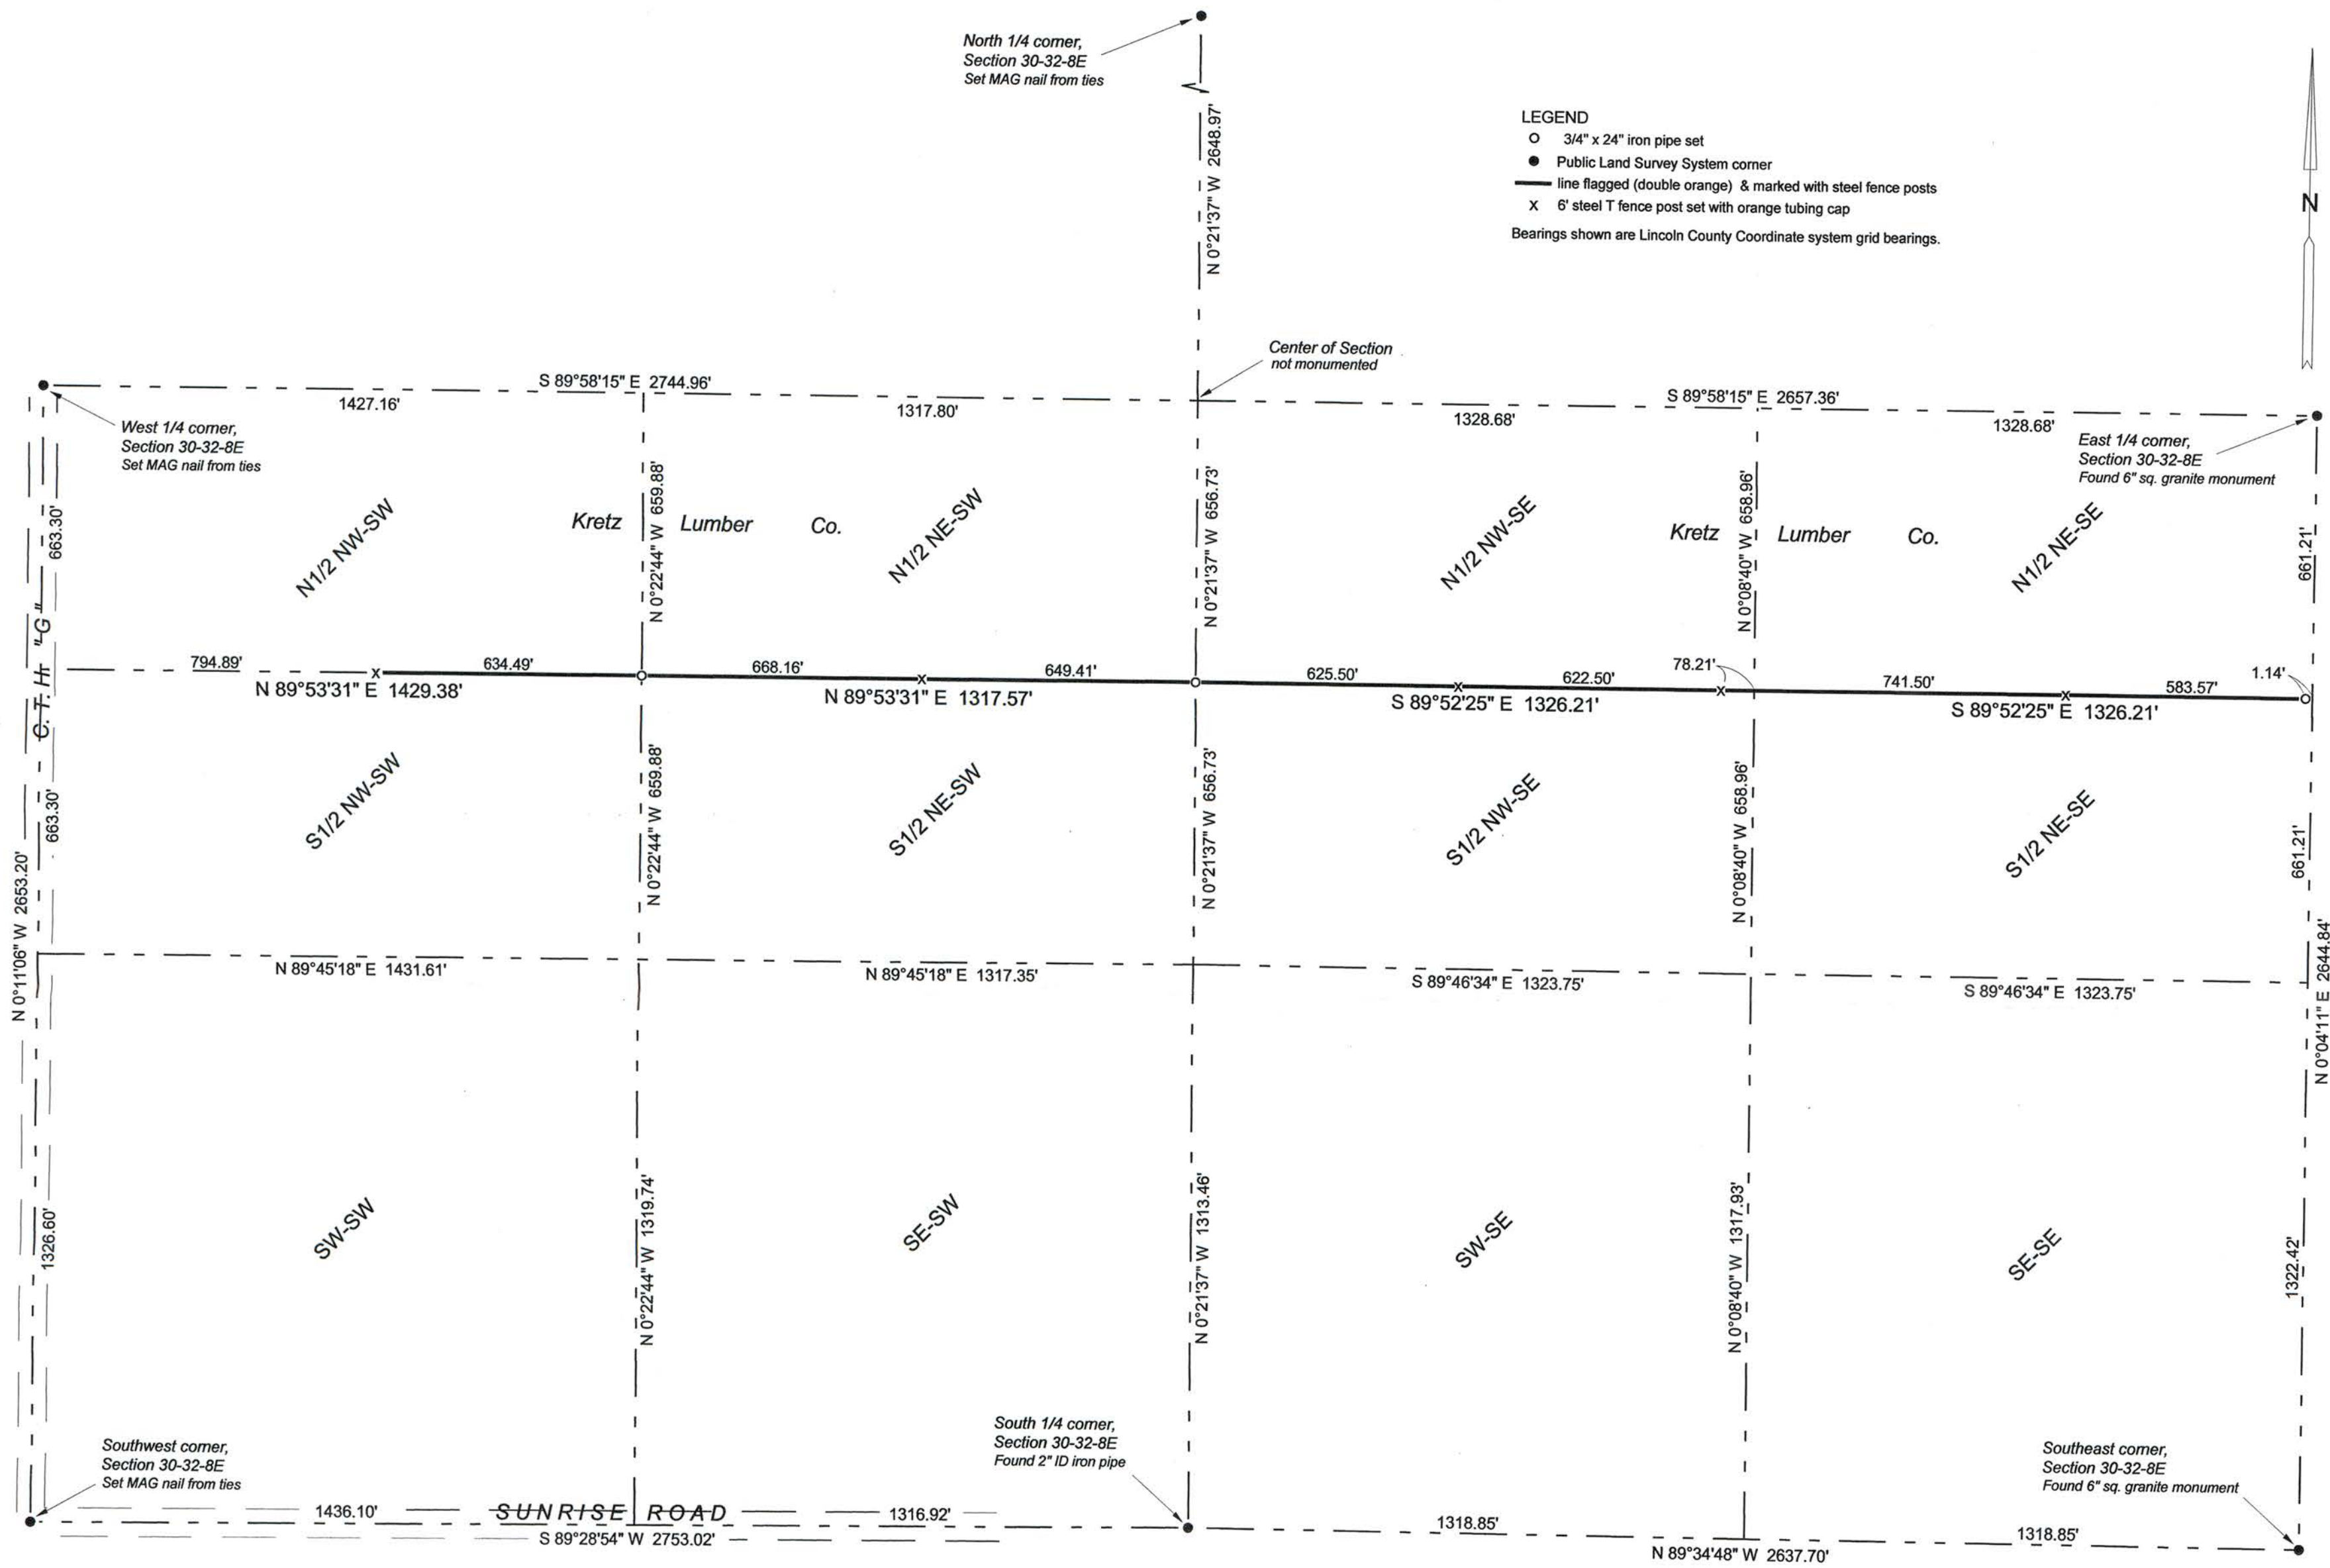 North 1/4 corner,
Section 30-32-8E
Set MAG nail from ties
N 0°21'37" W 2648.97'
LEGEND
3/4" x 24" iron pipe set
Public Land Survey System corner
line flagged (double orange) & marked with steel fence posts
x 6' steel T fence post set with orange tubing cap
Bearings shown are Lincoln County Coordinate system grid bearings.
N
Center of Section
not monumented
S 89°58'15" E 2744.96'
1427.16'
1317.80'
S 89°58'15" E 2657.36'
1328.68'
1328.68'
West 1/4 corner,
Section 30-32-8E
Set MAG nail from ties
East 1/4 corner,
Section 30-32-8E
Found 6" sq. granite monument
663.30'
N1/2 NW-SW
Kretz Lumber Co.
N 0°22'44" W 659.88'
N1/2 NE-SW
N 0°21'37" W 656.73'
N1/2 NW-SE
Kretz Lumber Co.
N 0°08'40" W 658.96'
N1/2 NE-SE
661.21'
C. T. H. "G"
794.89'
x
634.49'
668.16'
x
649.41'
625.50'
x
622.50'
78.21'
x
741.50'
x
583.57'
1.14'
N 89°53'31" E 1429.38'
N 89°53'31" E 1317.57'
S 89°52'25" E 1326.21'
S 89°52'25" E 1326.21'
663.30'
S1/2 NW-SW
N 0°22'44" W 659.88'
S1/2 NE-SW
N 0°21'37" W 656.73'
S1/2 NW-SE
N 0°08'40" W 658.96'
S1/2 NE-SE
661.21'
N 0°11'06" W 2653.20'
N 89°45'18" E 1431.61'
N 89°45'18" E 1317.35'
S 89°46'34" E 1323.75'
S 89°46'34" E 1323.75'
N 0°04'11" E 2644.84'
1326.60'
SW-SW
N 0°22'44" W 1319.74'
SE-SW
N 0°21'37" W 1313.46'
SW-SE
N 0°08'40" W 1317.93'
SE-SE
1322.42'
Southwest corner,
Section 30-32-8E
Set MAG nail from ties
South 1/4 corner,
Section 30-32-8E
Found 2" ID iron pipe
Southeast corner,
Section 30-32-8E
Found 6" sq. granite monument
1436.10'
SUNRISE ROAD
1316.92'
S 89°28'54" W 2753.02'
1318.85'
1318.85'
N 89°34'48" W 2637.70'